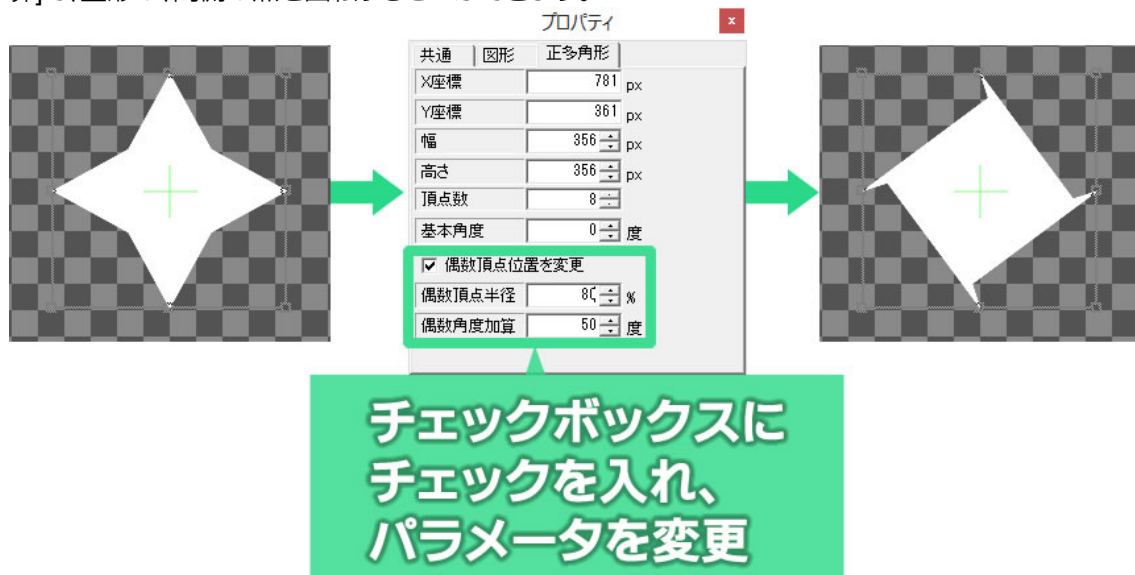 プロパティ
x
共通 図形 正多角形
X座標 781 px
Y座標 361 px
幅 356 px
高さ 356 px
頂点数 8
基本角度 0 度
偶数頂点位置を変更
偶数頂点半径 80 %
偶数角度加算 50 度
チェックボックスに
チェックを入れ、
パラメータを変更